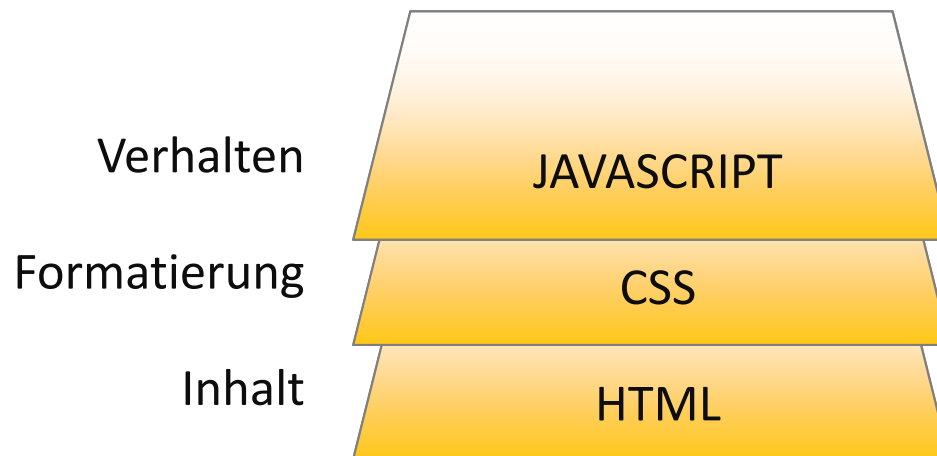 Verhalten
JAVASCRIPT
Formatierung
CSS
Inhalt
HTML